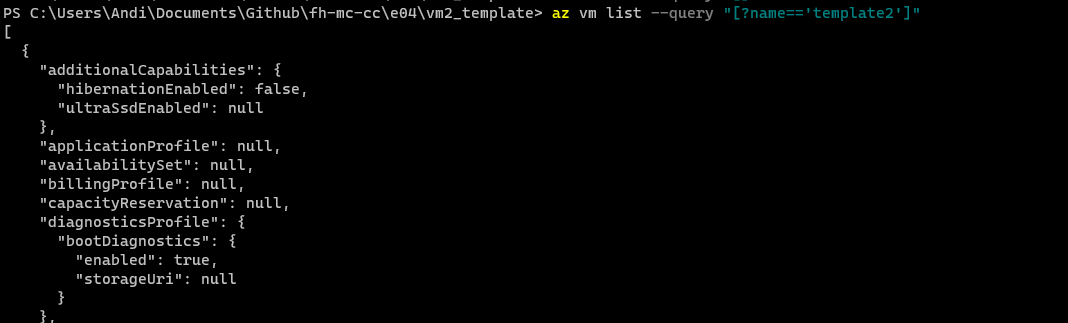 PS C:\Users\Andi\Documents\Github\fh-mc-cc\e04\vm2_template> az vm list --query "[?name=='template2']"
[
  {
    "additionalCapabilities": {
      "hibernationEnabled": false,
      "ultraSsdEnabled": null
    },
    "applicationProfile": null,
    "availabilitySet": null,
    "billingProfile": null,
    "capacityReservation": null,
    "diagnosticsProfile": {
      "bootDiagnostics": {
        "enabled": true,
        "storageUri": null
      }
    },